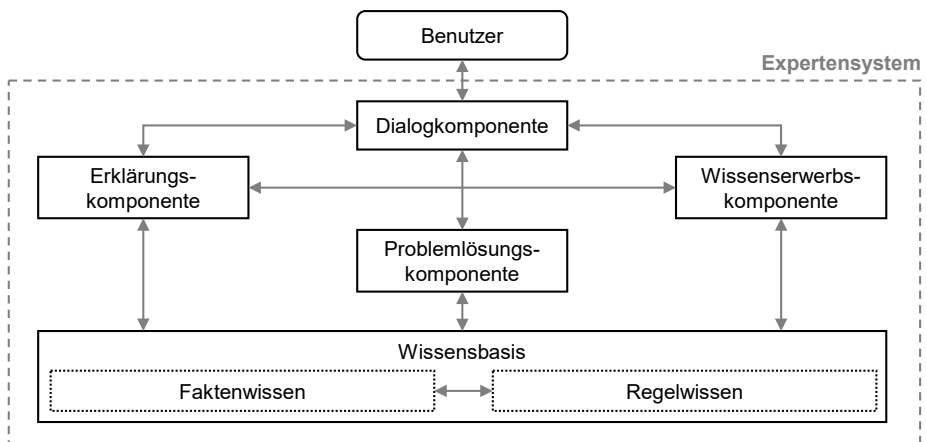 Benutzer
Expertensystem
Dialogkomponente
Erklärungs-
komponente
Wissenserwerbs-
komponente
Problemlösungs-
komponente
Wissensbasis
Faktenwissen
Regelwissen